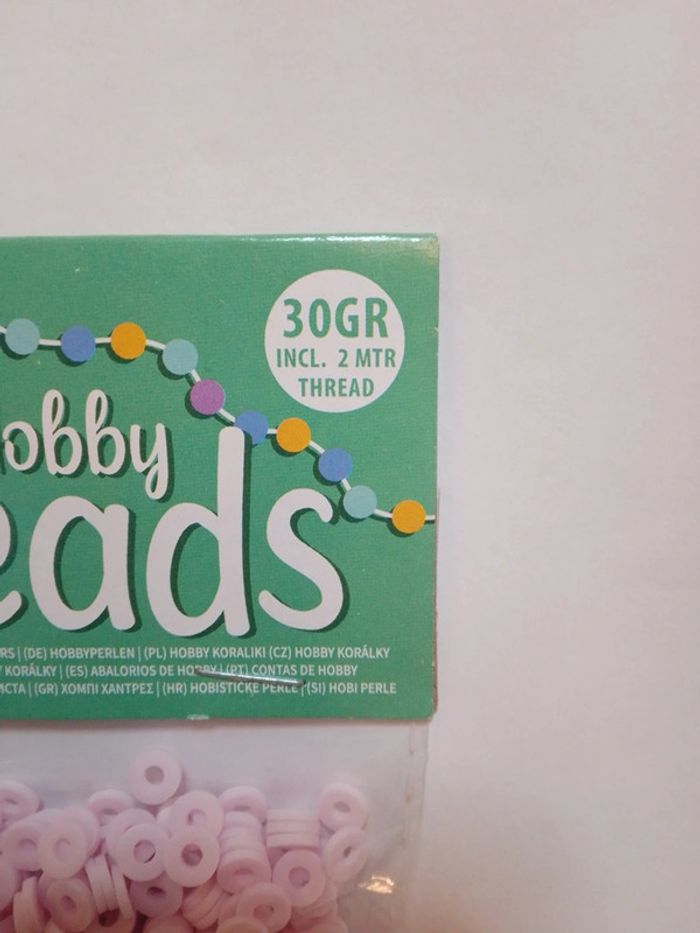 30GR
INCL. 2 MTR
THREAD
obby
eads
RS | (DE) HOBBYPERLEN | (PL) HOBBY KORALIKI (CZ) HOBBY KORÁLKY
Y KORÁLKY | (ES) ABALORIOS DE HOBBY | (PT) CONTAS DE HOBBY
ИСТА | (GR) ΧΟΜΠΙ ΧΑΝΤΡΕΣ | (HR) HOBISTIČKE PERLE | (SI) HOBI PERLE